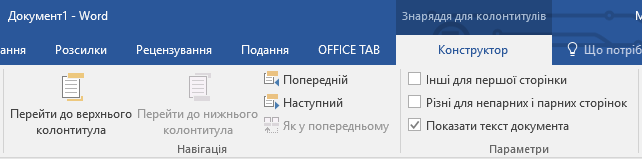 Документ1 - Word
Знаряддя для колонтитулів
ання Розсилки Рецензування Подання OFFICE TAB Конструктор Що потріб
Перейти до верхнього колонтитула
Перейти до нижнього колонтитула
Попередній
Наступний
Як у попередньому
Навігація
Інші для першої сторінки
Різні для непарних і парних сторінок
Показати текст документа
Параметри